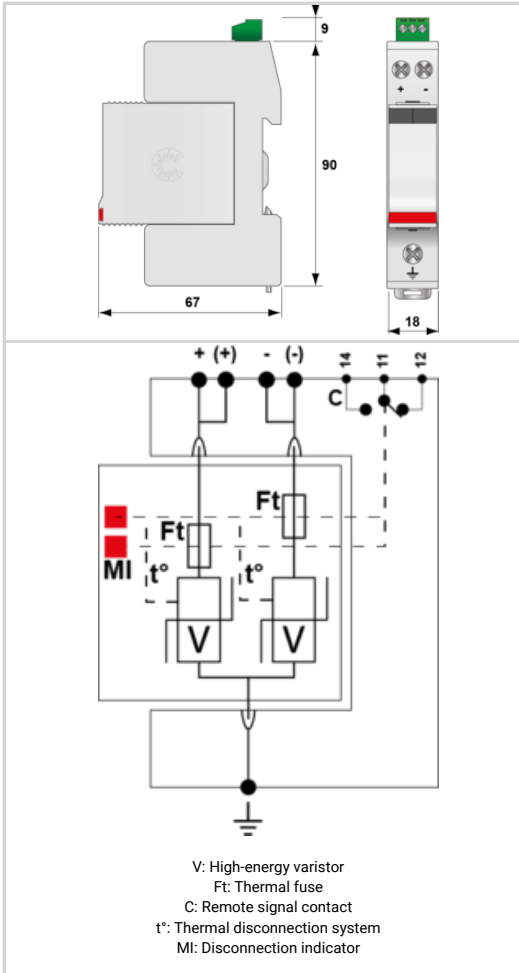 9
90
67
+ -
18
+ (+) - (-) 14 11 12
C
Ft
Ft
MI t° t°
V V
V: High-energy varistor
Ft: Thermal fuse
C: Remote signal contact
t°: Thermal disconnection system
MI: Disconnection indicator